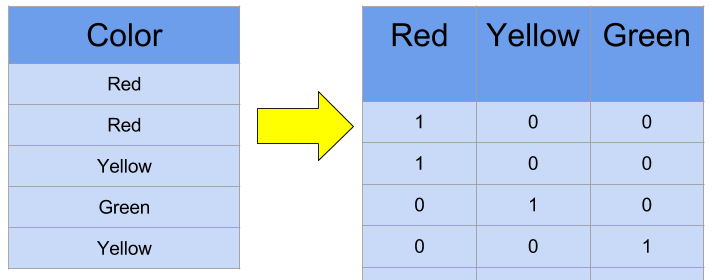 Color
Red
Red
Yellow
Green
Yellow
Red Yellow Green
1 0 0
1 0 0
0 1 0
0 0 1